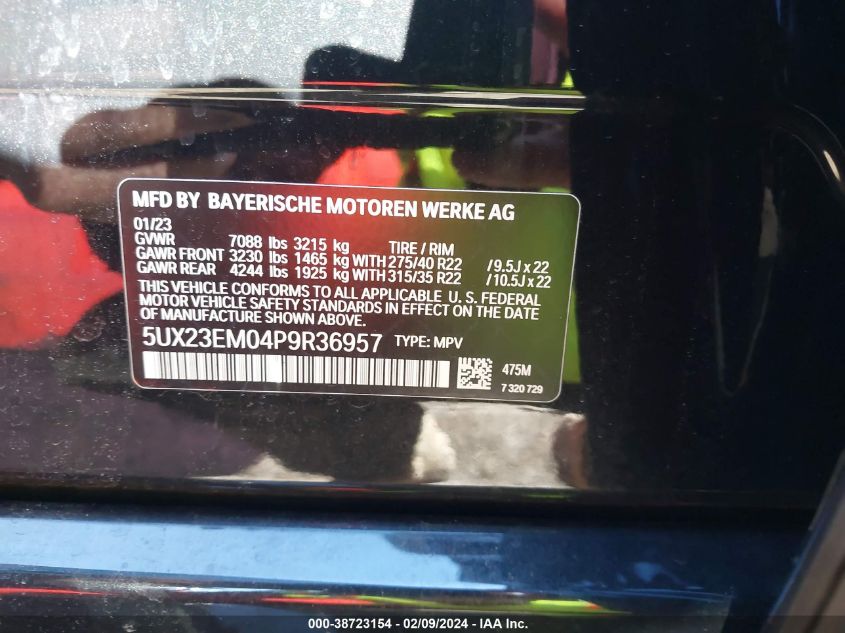 MFD BY BAYERISCHE MOTOREN WERKE AG
01/23
GVWR 7088 lbs 3215 kg TIRE / RIM
GAWR FRONT 3230 lbs 1465 kg WITH 275/40 R22 /9.5J x 22
GAWR REAR 4244 lbs 1925 kg WITH 315/35 R22 /10.5J x 22
THIS VEHICLE CONFORMS TO ALL APPLICABLE U. S. FEDERAL
MOTOR VEHICLE SAFETY STANDARDS IN EFFECT ON THE DATE
OF MANUFACTURE SHOWN ABOVE.
5UX23EM04P9R36957 TYPE: MPV
475M
7 320 729
000-38723154 - 02/09/2024 - IAA Inc.